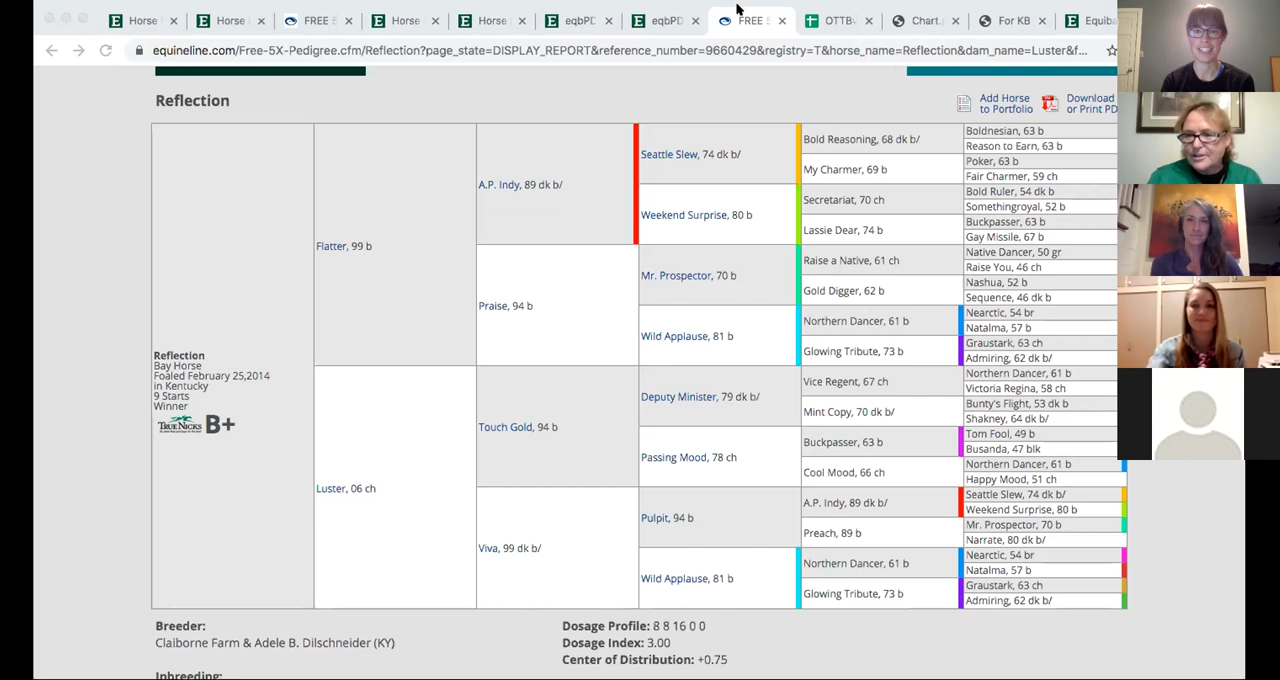 Horse
Horse
FREE
Horse
Horse
eqbPD
eqbPD
FREE
OTTBv
Chart.
For KB
Equiba
equineline.com/Free-5X-Pedigree.cfm/Reflection?page_state=DISPLAY_REPORT&reference_number=9660429&registry=T&horse_name=Reflection&dam_name=Luster&f...
Reflection
Add Horse
to Portfolio
Download
or Print PD
Reflection
Bay Horse
Foaled February 25,2014
in Kentucky
9 Starts
Winner
TRUENICKS B+
Flatter, 99 b
Luster, 06 ch
A.P. Indy, 89 dk b/
Praise, 94 b
Touch Gold, 94 b
Viva, 99 dk b/
Seattle Slew, 74 dk b/
Weekend Surprise, 80 b
Mr. Prospector, 70 b
Wild Applause, 81 b
Deputy Minister, 79 dk b/
Passing Mood, 78 ch
Pulpit, 94 b
Wild Applause, 81 b
Bold Reasoning, 68 dk b/
My Charmer, 69 b
Secretariat, 70 ch
Lassie Dear, 74 b
Raise a Native, 61 ch
Gold Digger, 62 b
Northern Dancer, 61 b
Glowing Tribute, 73 b
Vice Regent, 67 ch
Mint Copy, 70 dk b/
Buckpasser, 63 b
Cool Mood, 66 ch
A.P. Indy, 89 dk b/
Preach, 89 b
Northern Dancer, 61 b
Glowing Tribute, 73 b
Boldnesian, 63 b
Reason to Earn, 63 b
Poker, 63 b
Fair Charmer, 59 ch
Bold Ruler, 54 dk b
Somethingroyal, 52 b
Buckpasser, 63 b
Gay Missile, 67 b
Native Dancer, 50 gr
Raise You, 46 ch
Nashua, 52 b
Sequence, 46 dk b
Nearctic, 54 br
Natalma, 57 b
Graustark, 63 ch
Admiring, 62 dk b/
Northern Dancer, 61 b
Victoria Regina, 58 ch
Bunty's Flight, 53 dk b
Shakney, 64 dk b/
Tom Fool, 49 b
Busanda, 47 blk
Northern Dancer, 61 b
Happy Mood, 51 ch
Seattle Slew, 74 dk b/
Weekend Surprise, 80 b
Mr. Prospector, 70 b
Narrate, 80 dk b/
Nearctic, 54 br
Natalma, 57 b
Graustark, 63 ch
Admiring, 62 dk b/
Breeder:
Claiborne Farm & Adele B. Dilschneider (KY)
Dosage Profile: 8 8 16 0 0
Dosage Index: 3.00
Center of Distribution: +0.75
Inbreeding: